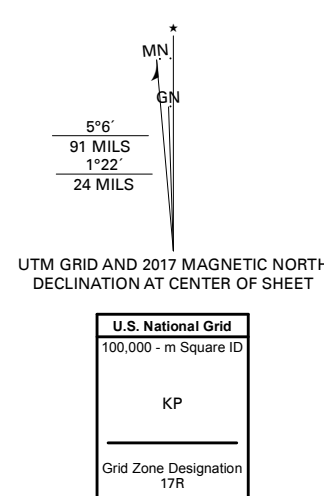 ★
MN
GN
5°6´
91 MILS
1°22´
24 MILS
UTM GRID AND 2017 MAGNETIC NORTH
DECLINATION AT CENTER OF SHEET
U.S. National Grid
100,000 - m Square ID
KP
Grid Zone Designation
17R